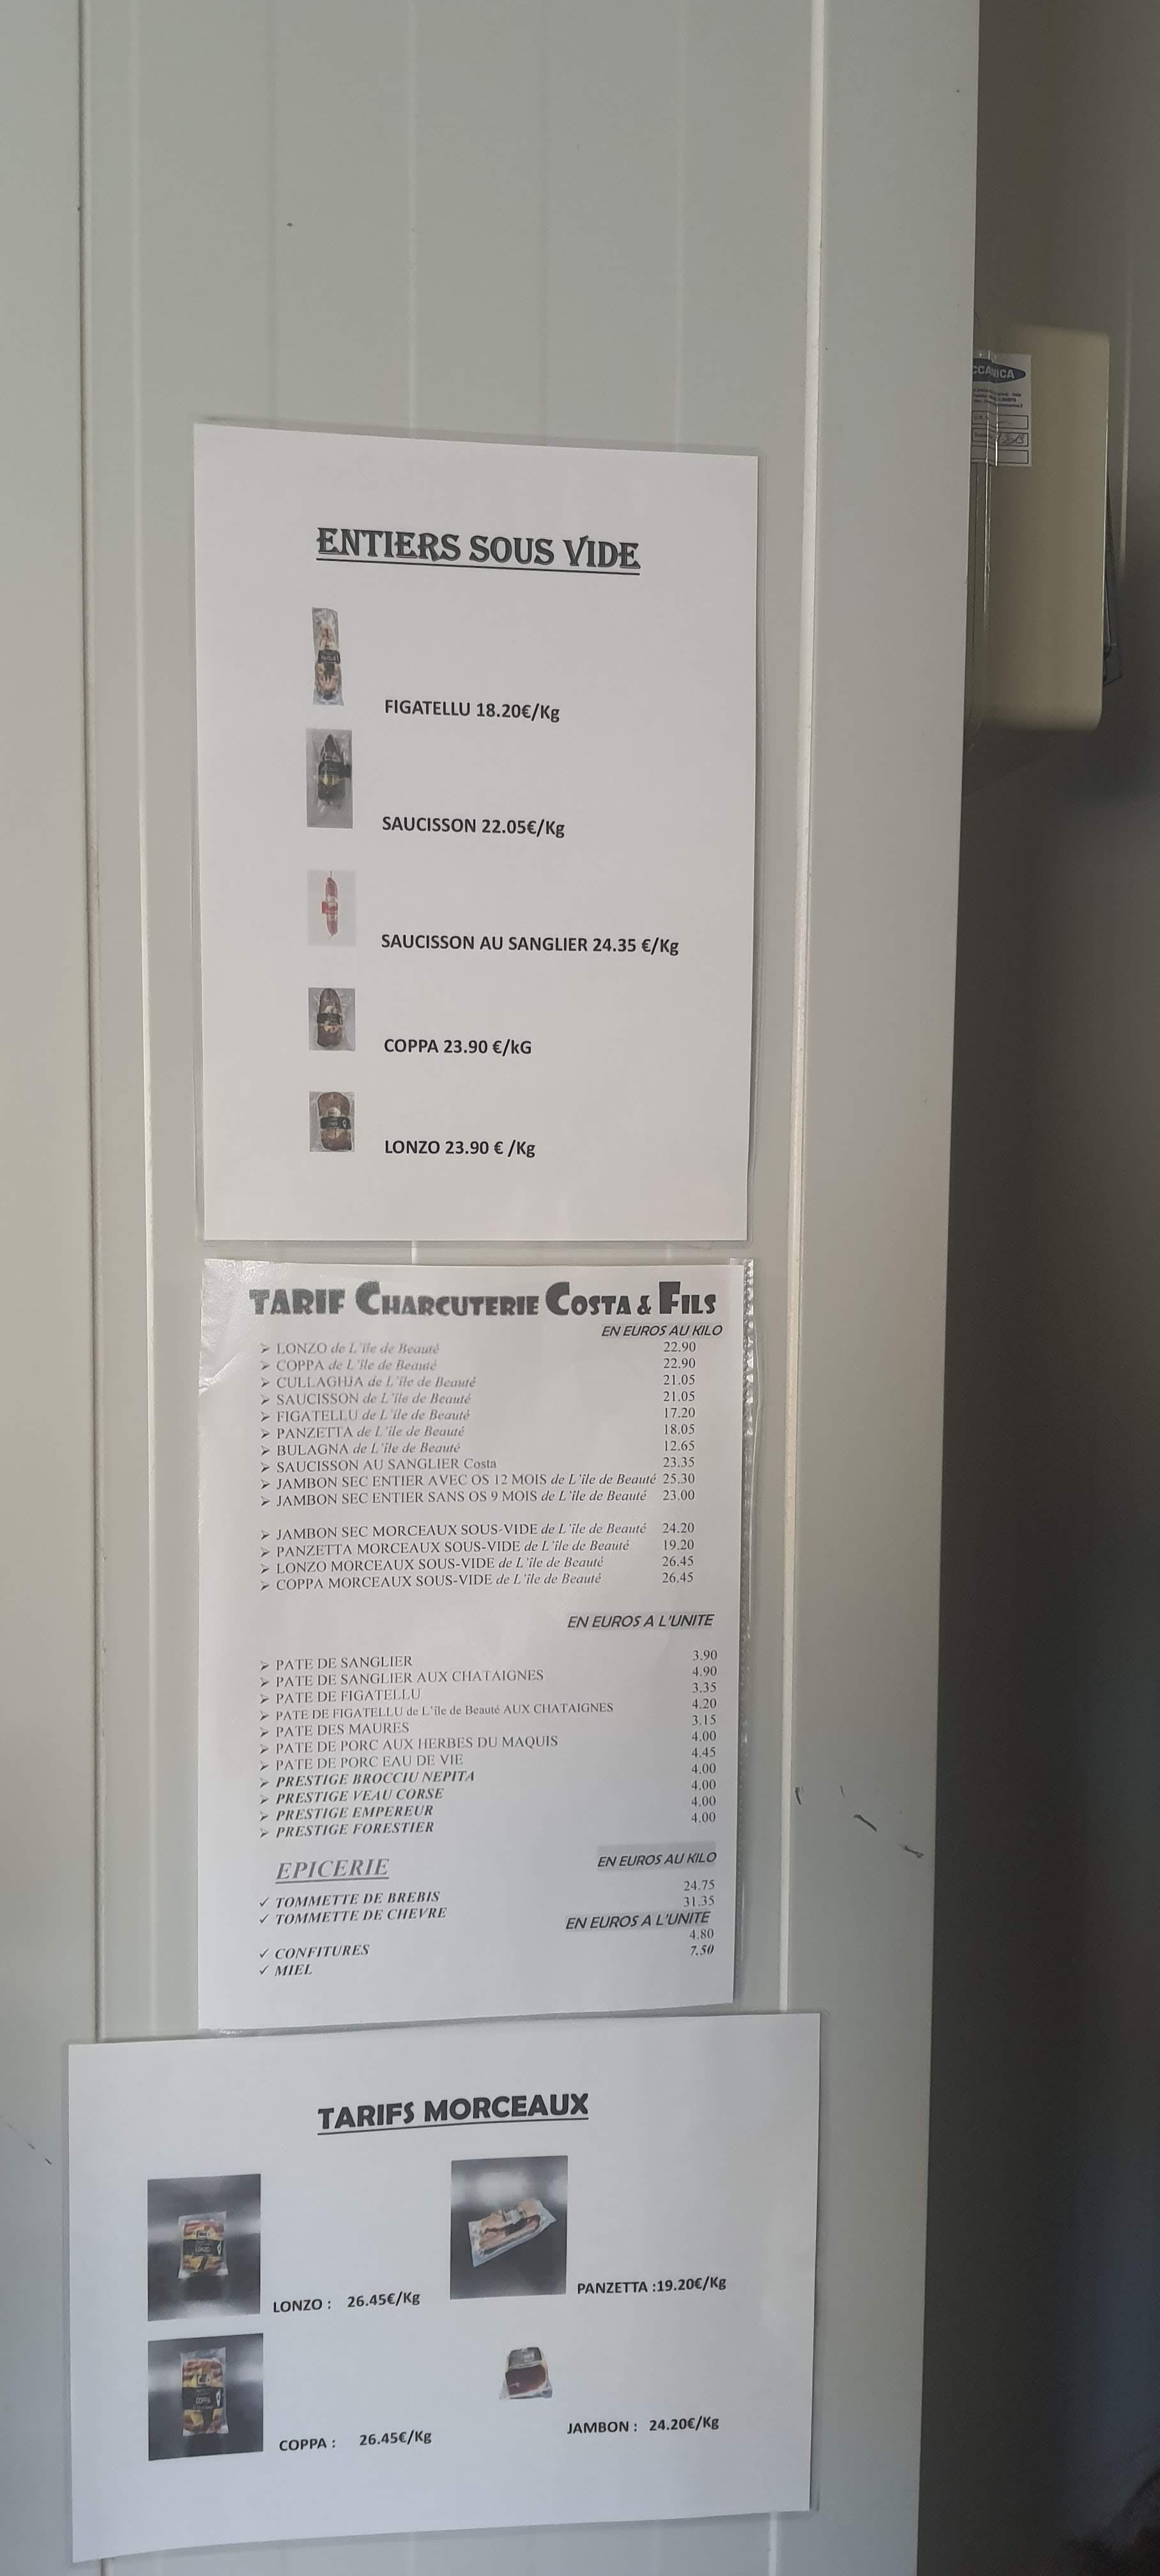 CCANICA
ENTIERS SOUS VIDE
FIGATELLU 18.20€/Kg
SAUCISSON 22.05€/Kg
SAUCISSON AU SANGLIER 24.35 €/Kg
COPPA 23.90 €/kG
LONZO 23.90 € /Kg
TARIF CHARCUTERIE COSTA & FILS
EN EUROS AU KILO
➢ LONZO de L'île de Beauté 22.90
➢ COPPA de L'île de Beauté 22.90
➢ CULLAGHJA de L'île de Beauté 21.05
➢ SAUCISSON de L'île de Beauté 21.05
➢ FIGATELLU de L'île de Beauté 17.20
➢ PANZETTA de L'île de Beauté 18.05
➢ BULAGNA de L'île de Beauté 12.65
➢ SAUCISSON AU SANGLIER Costa 23.35
➢ JAMBON SEC ENTIER AVEC OS 12 MOIS de L'île de Beauté 25.30
➢ JAMBON SEC ENTIER SANS OS 9 MOIS de L'île de Beauté 23.00
➢ JAMBON SEC MORCEAUX SOUS-VIDE de L'île de Beauté 24.20
➢ PANZETTA MORCEAUX SOUS-VIDE de L'île de Beauté 19.20
➢ LONZO MORCEAUX SOUS-VIDE de L'île de Beauté 26.45
➢ COPPA MORCEAUX SOUS-VIDE de L'île de Beauté 26.45
EN EUROS A L'UNITE
➢ PATE DE SANGLIER 3.90
➢ PATE DE SANGLIER AUX CHATAIGNES 4.90
➢ PATE DE FIGATELLU 3.35
➢ PATE DE FIGATELLU de L'île de Beauté AUX CHATAIGNES 4.20
➢ PATE DES MAURES 3.15
➢ PATE DE PORC AUX HERBES DU MAQUIS 4.00
➢ PATE DE PORC EAU DE VIE 4.45
➢ PRESTIGE BROCCIU NEPITA 4.00
➢ PRESTIGE VEAU CORSE 4.00
➢ PRESTIGE EMPEREUR 4.00
➢ PRESTIGE FORESTIER 4.00
EPICERIE EN EUROS AU KILO
✓ TOMMETTE DE BREBIS 24.75
✓ TOMMETTE DE CHEVRE 31.35
EN EUROS A L'UNITE
✓ CONFITURES 4.80
✓ MIEL 7.50
TARIFS MORCEAUX
LONZO : 26.45€/Kg PANZETTA :19.20€/Kg
COPPA : 26.45€/Kg JAMBON : 24.20€/Kg